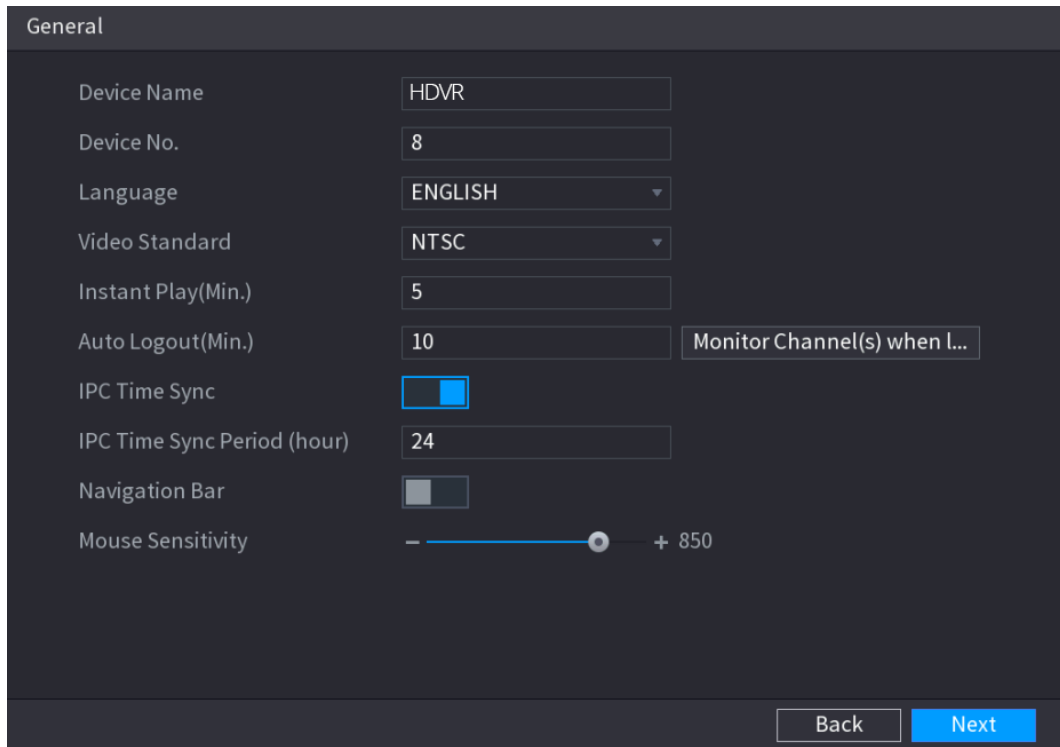 General
Device Name HDVR
Device No. 8
Language ENGLISH
Video Standard NTSC
Instant Play(Min.) 5
Auto Logout(Min.) 10 Monitor Channel(s) when l...
IPC Time Sync
IPC Time Sync Period (hour) 24
Navigation Bar
Mouse Sensitivity − + 850
Back Next